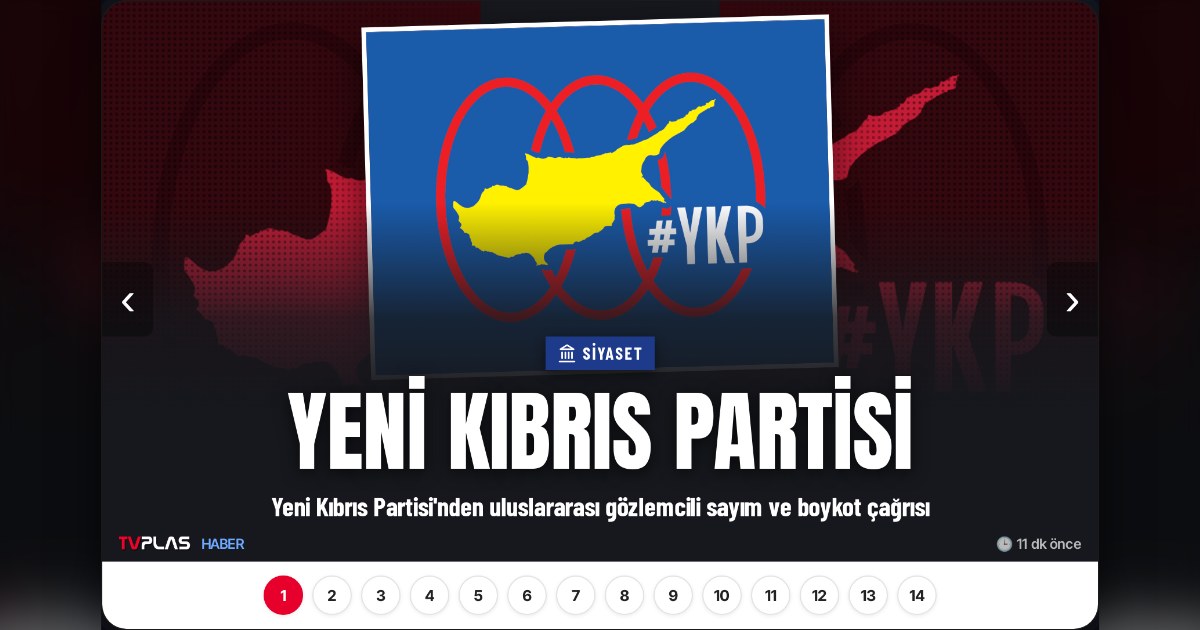 #YKP
#YKP
SİYASET
YENİ KIBRIS PARTİSİ
Yeni Kıbrıs Partisi'nden uluslararası gözlemcili sayım ve boykot çağrısı
TVPLAS HABER
11 dk önce
1 2 3 4 5 6 7 8 9 10 11 12 13 14